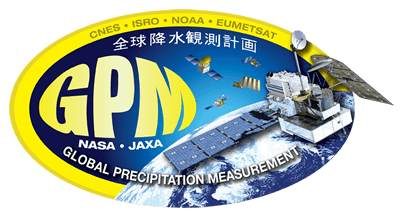 CNES • ISRO • NOAA • EUMETSAT
全球降水観測計画
GPM
NASA • JAXA
GLOBAL PRECIPITATION MEASUREMENT